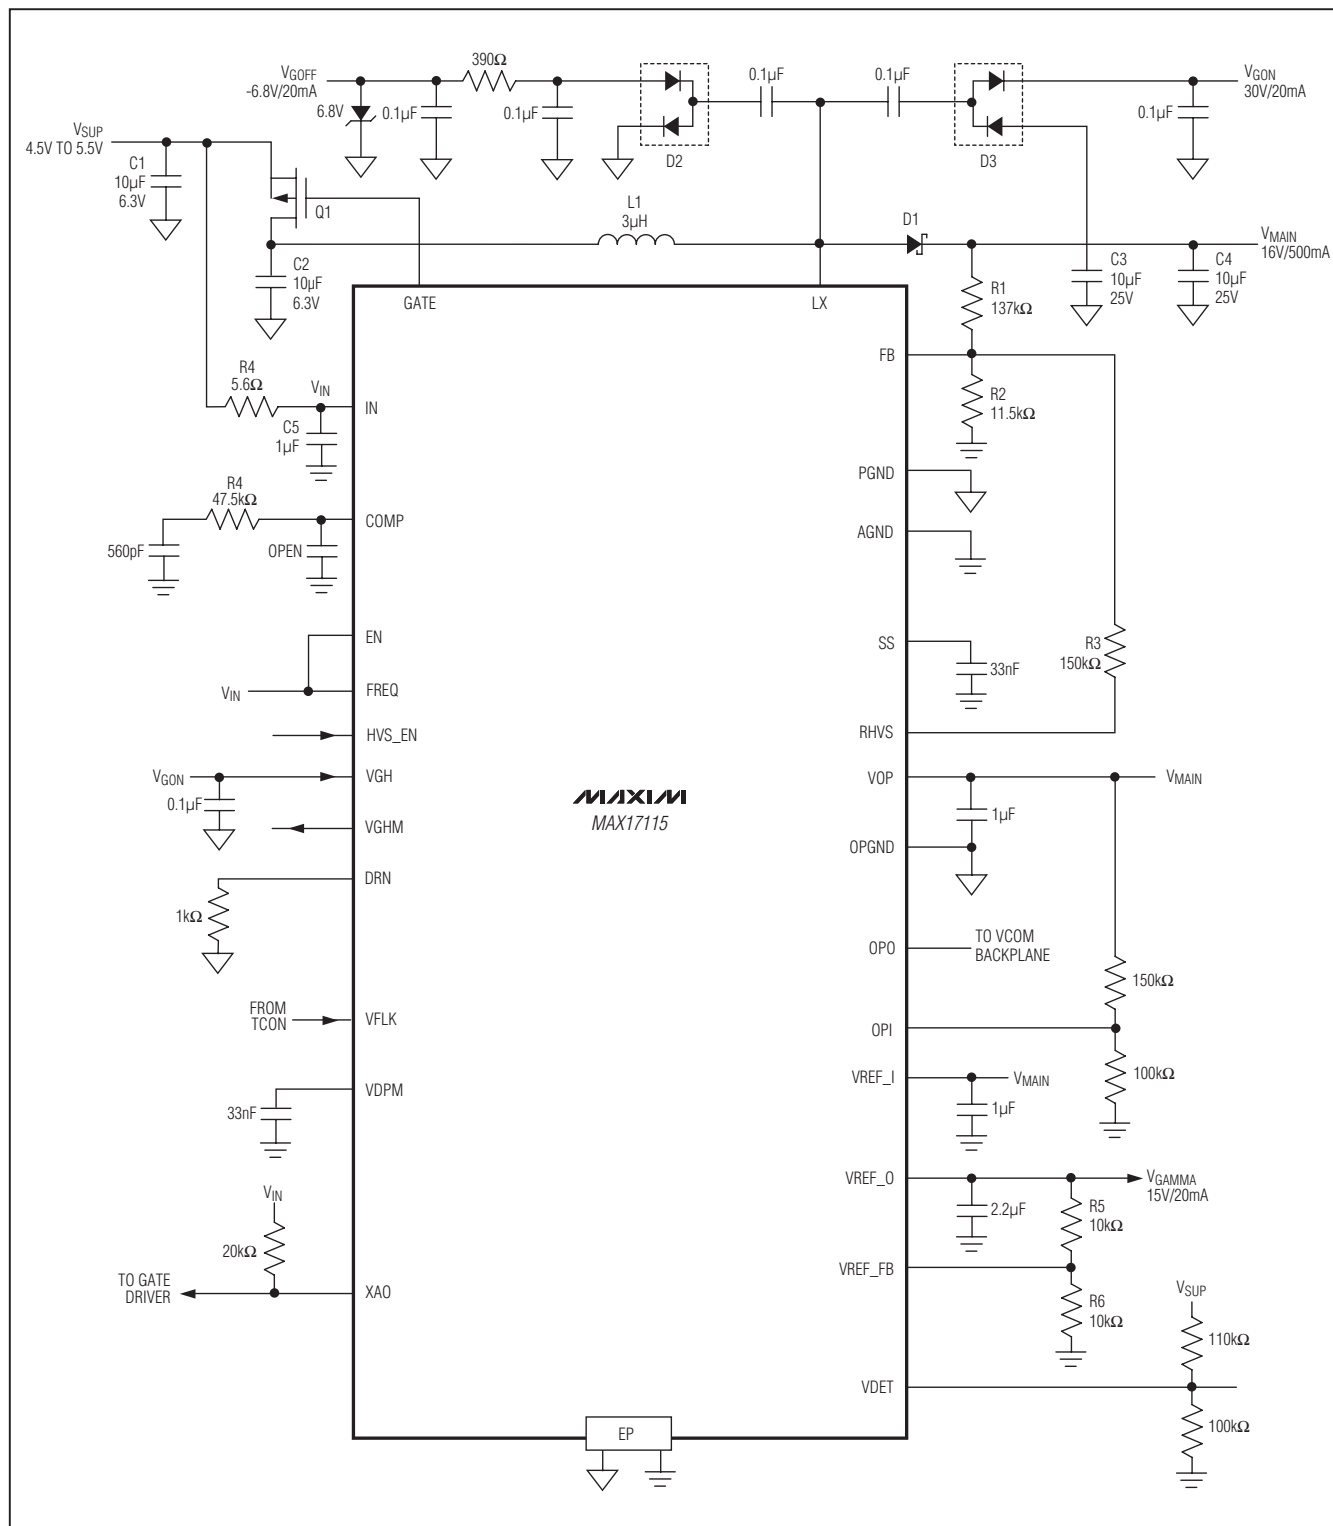 390Ω
VGOFF
-6.8V/20mA
6.8V
0.1µF
0.1µF
D2
0.1µF
0.1µF
D3
VGON
30V/20mA
0.1µF
VSUP
4.5V TO 5.5V
C1
10µF
6.3V
Q1
L1
3µH
D1
VMAIN
16V/500mA
C2
10µF
6.3V
C3
10µF
25V
C4
10µF
25V
GATE
LX
R1
137kΩ
FB
R4
5.6Ω
VIN
IN
C5
1µF
R2
11.5kΩ
PGND
R4
47.5kΩ
COMP
560pF
OPEN
AGND
EN
VIN
FREQ
SS
33nF
R3
150kΩ
HVS_EN
RHVS
VGON
VGH
0.1µF
VOP
VMAIN
MAXIM
MAX17115
1µF
VGHM
OPGND
DRN
1kΩ
OPO
TO VCOM
BACKPLANE
150kΩ
FROM
TCON
VFLK
OPI
VDPM
33nF
VREF_I
VMAIN
1µF
100kΩ
VREF_O
VGAMMA
15V/20mA
2.2µF
R5
10kΩ
VIN
20kΩ
VREF_FB
TO GATE
DRIVER
XAO
R6
10kΩ
VSUP
110kΩ
VDET
100kΩ
EP